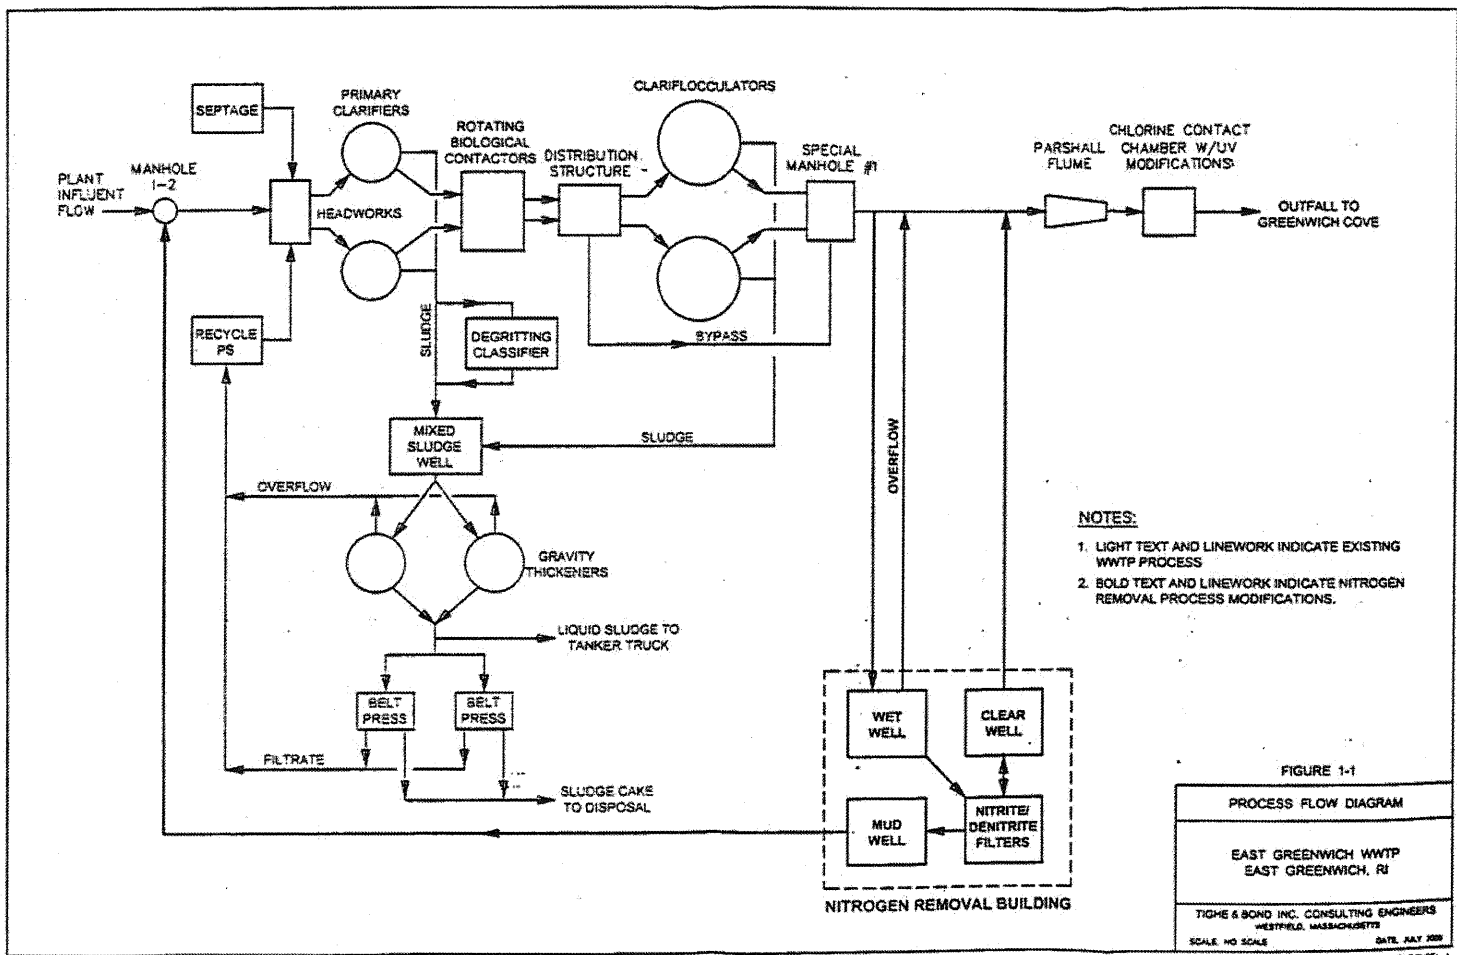 SEPTAGE
PRIMARY
CLARIFIERS
ROTATING
BIOLOGICAL
CONTACTORS
DISTRIBUTION
STRUCTURE
CLARIFLOCCULATORS
SPECIAL
MANHOLE #1
PARSHALL
FLUME
CHLORINE CONTACT
CHAMBER W/UV
MODIFICATIONS
PLANT
INFLUENT
FLOW
MANHOLE
1-2
HEADWORKS
OUTFALL TO
GREENWICH COVE
RECYCLE
PS
SLUDGE
DEGRITTING
CLASSIFIER
BYPASS
MIXED
SLUDGE
WELL
SLUDGE
OVERFLOW
OVERFLOW
GRAVITY
THICKENERS
NOTES:
1. LIGHT TEXT AND LINEWORK INDICATE EXISTING
WWTP PROCESS
2. BOLD TEXT AND LINEWORK INDICATE NITROGEN
REMOVAL PROCESS MODIFICATIONS.
LIQUID SLUDGE TO
TANKER TRUCK
BELT
PRESS
BELT
PRESS
FILTRATE
SLUDGE CAKE
TO DISPOSAL
WET
WELL
CLEAR
WELL
MUD
WELL
NITRITE/
DENITRITE
FILTERS
NITROGEN REMOVAL BUILDING
FIGURE 1-1
PROCESS FLOW DIAGRAM
EAST GREENWICH WWTP
EAST GREENWICH, RI
TIGHE & BOND INC. CONSULTING ENGINEERS
WESTFIELD, MASSACHUSETTS
SCALE: NO SCALE
DATE: JULY